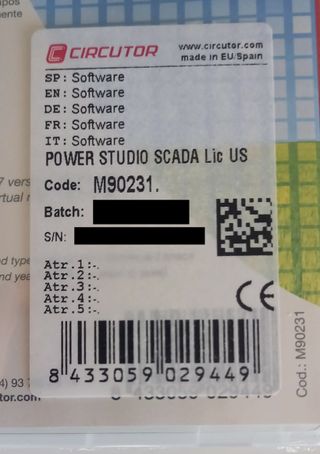 CIRCUTOR
www.circutor.com
made in EU/Spain
SP: Software
EN: Software
DE: Software
FR: Software
IT: Software
POWER STUDIO SCADA Lic US
Code: M90231.
Batch:
S/N:
Atr.1:-.
Atr.2:-.
Atr.3:-.
Atr.4:-.
Atr.5:-.
CE
8 433059 029449
Cod.: M90231